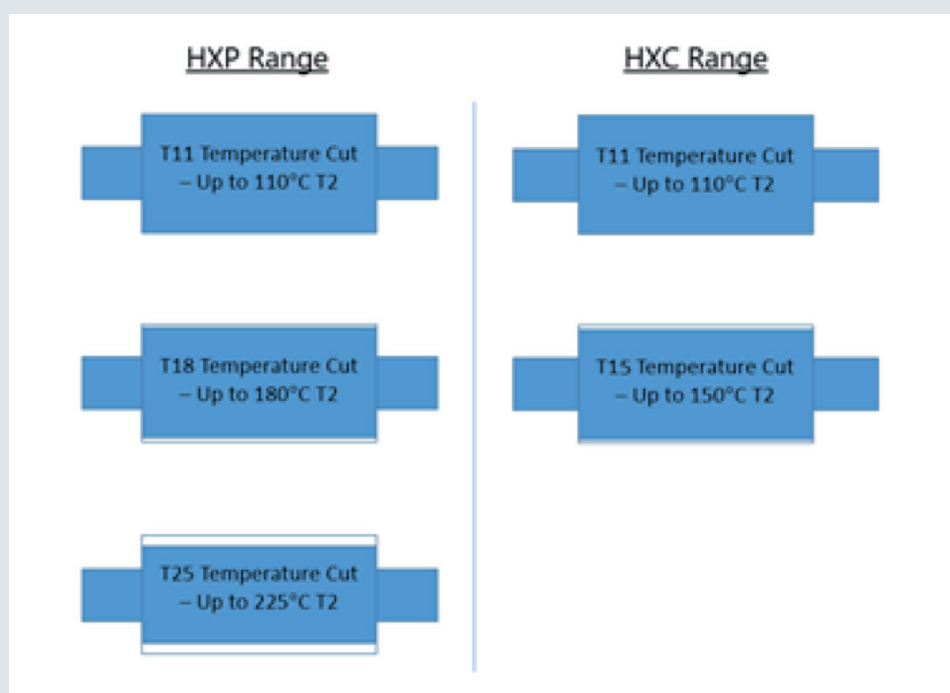 HXP Range
T11 Temperature Cut
– Up to 110°C T2
T18 Temperature Cut
– Up to 180°C T2
T25 Temperature Cut
– Up to 225°C T2
HXC Range
T11 Temperature Cut
– Up to 110°C T2
T15 Temperature Cut
– Up to 150°C T2